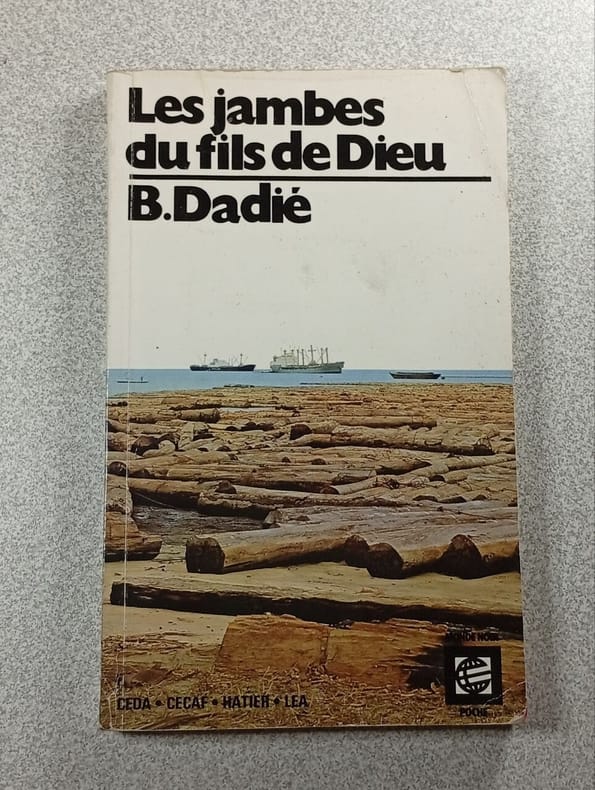 Les jambes
du fils de Dieu
B.Dadié
MONDE NOIR
POCHE
CEDA • CECAF • HATIER • LEA